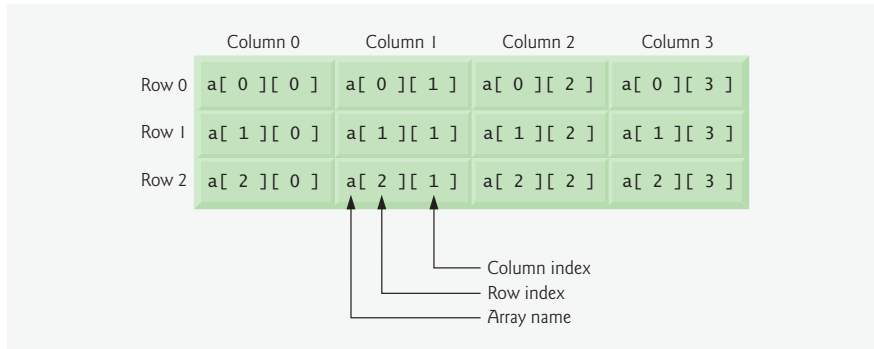 Column 0 Column 1 Column 2 Column 3
Row 0 a[ 0 ][ 0 ] a[ 0 ][ 1 ] a[ 0 ][ 2 ] a[ 0 ][ 3 ]
Row 1 a[ 1 ][ 0 ] a[ 1 ][ 1 ] a[ 1 ][ 2 ] a[ 1 ][ 3 ]
Row 2 a[ 2 ][ 0 ] a[ 2 ][ 1 ] a[ 2 ][ 2 ] a[ 2 ][ 3 ]
Column index
Row index
Array name